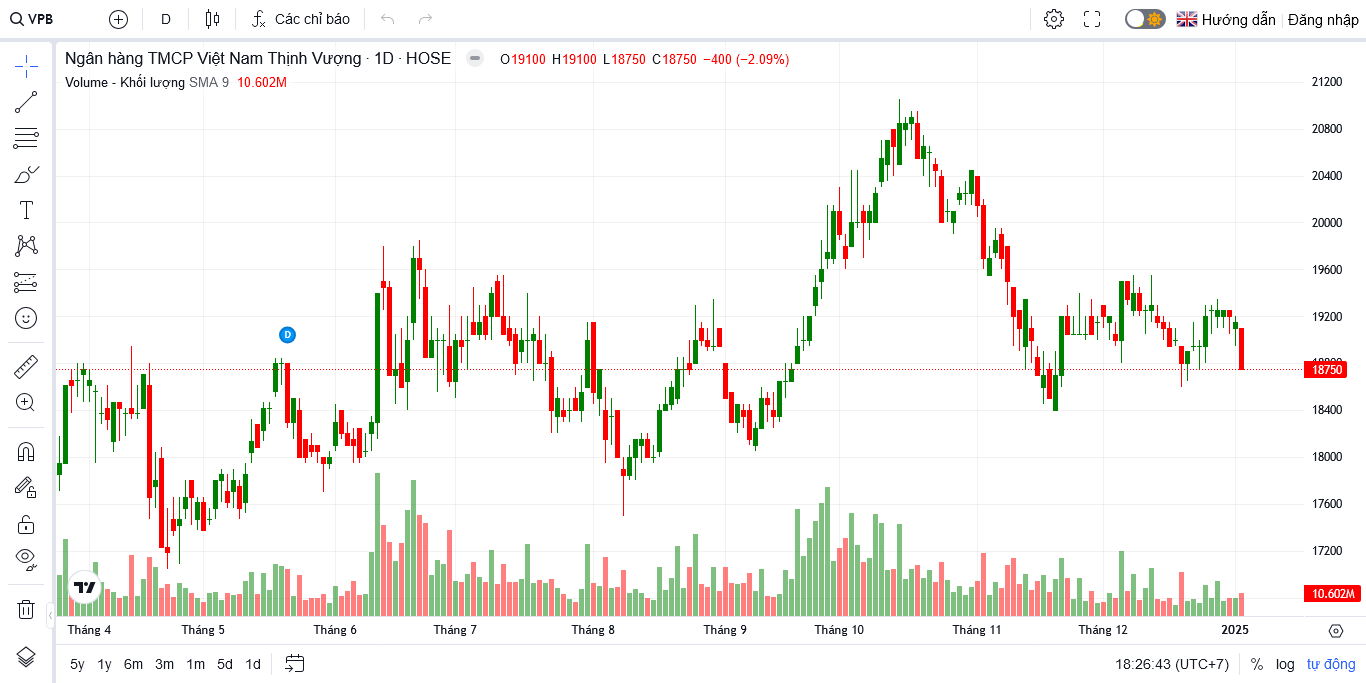 VPB D Các chỉ báo Hướng dẫn Đăng nhập
Ngân hàng TMCP Việt Nam Thịnh Vượng · 1D · HOSE O19100 H19100 L18750 C18750 −400 (−2.09%)
Volume - Khối lượng SMA 9 10.602M
21200
20800
20400
20000
19600
19200
18800
18750
18400
18000
17600
17200
10.602M
D
Tháng 4 Tháng 5 Tháng 6 Tháng 7 Tháng 8 Tháng 9 Tháng 10 Tháng 11 Tháng 12 2025
5y 1y 6m 3m 1m 5d 1d 18:26:43 (UTC+7) % log tự động